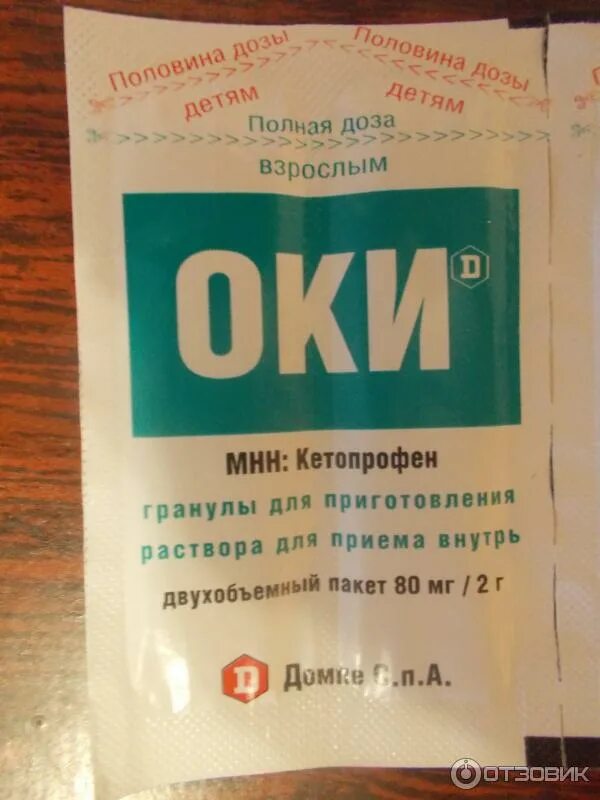 Половина дозы Половина дозы
детям детям
Полная доза
взрослым
ОКИ D
МНН: Кетопрофен
гранулы для приготовления
раствора для приема внутрь
двухобъемный пакет 80 мг / 2 г
D Домпе С.п.А.
ОТЗОВИК